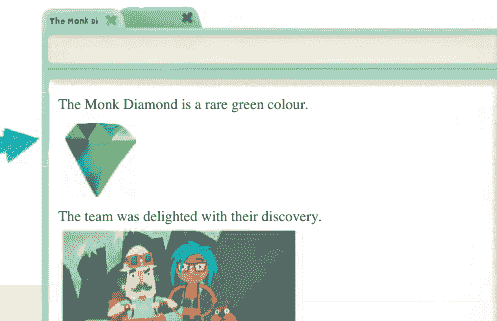 The Monk Di
The Monk Diamond is a rare green colour.
The team was delighted with their discovery.